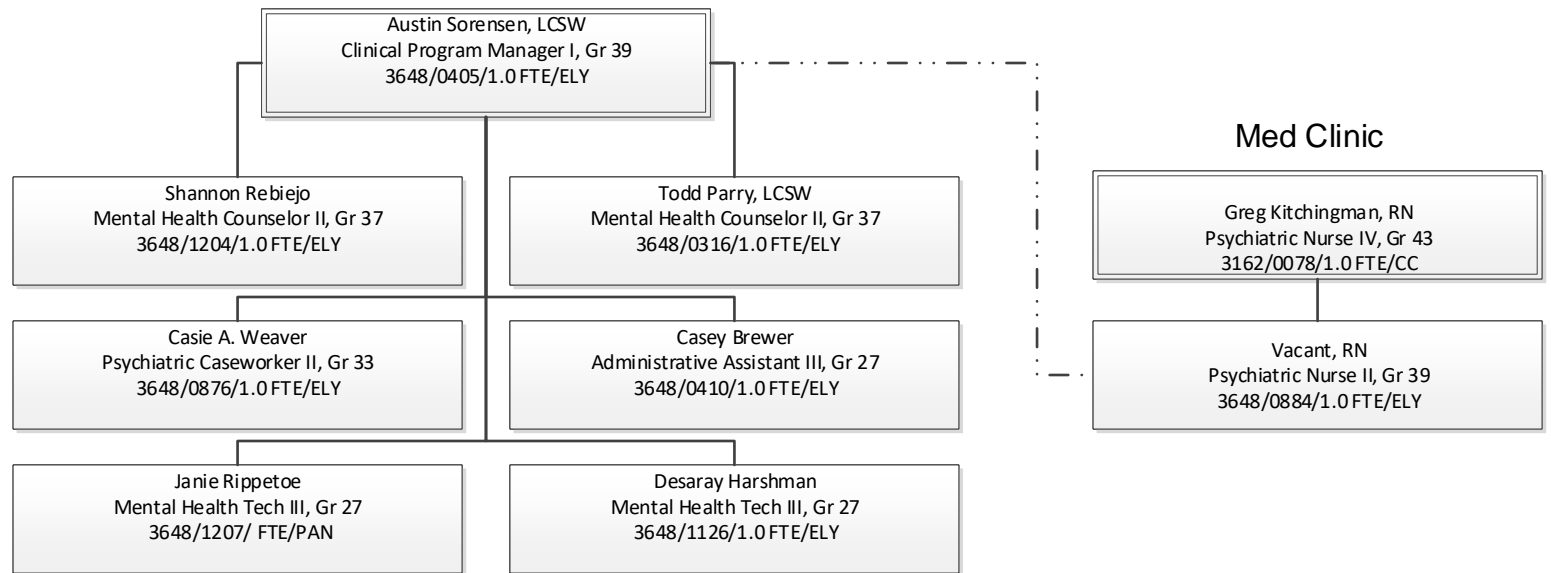 Austin Sorensen, LCSW
Clinical Program Manager I, Gr 39
3648/0405/1.0 FTE/ELY
Shannon Rebiejo
Mental Health Counselor II, Gr 37
3648/1204/1.0 FTE/ELY
Todd Parry, LCSW
Mental Health Counselor II, Gr 37
3648/0316/1.0 FTE/ELY
Casie A. Weaver
Psychiatric Caseworker II, Gr 33
3648/0876/1.0 FTE/ELY
Casey Brewer
Administrative Assistant III, Gr 27
3648/0410/1.0 FTE/ELY
Janie Rippetoe
Mental Health Tech III, Gr 27
3648/1207/ FTE/PAN
Desaray Harshman
Mental Health Tech III, Gr 27
3648/1126/1.0 FTE/ELY
Med Clinic
Greg Kitchingman, RN
Psychiatric Nurse IV, Gr 43
3162/0078/1.0 FTE/CC
Vacant, RN
Psychiatric Nurse II, Gr 39
3648/0884/1.0 FTE/ELY